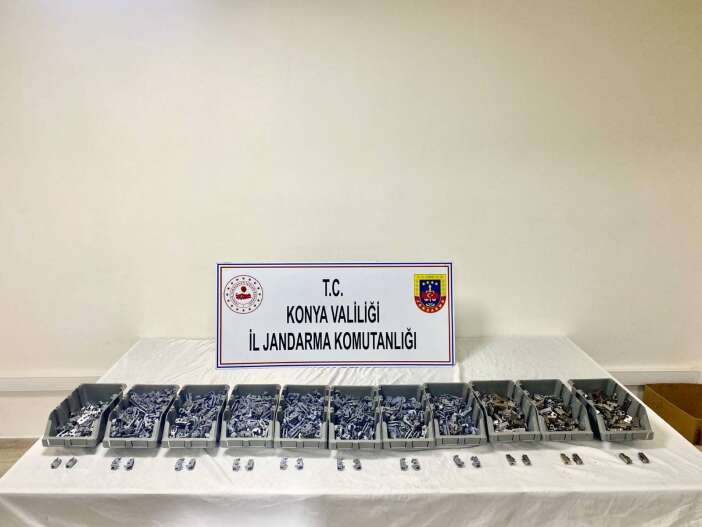 T.C.
KONYA VALİLİĞİ
İL JANDARMA KOMUTANLIĞI